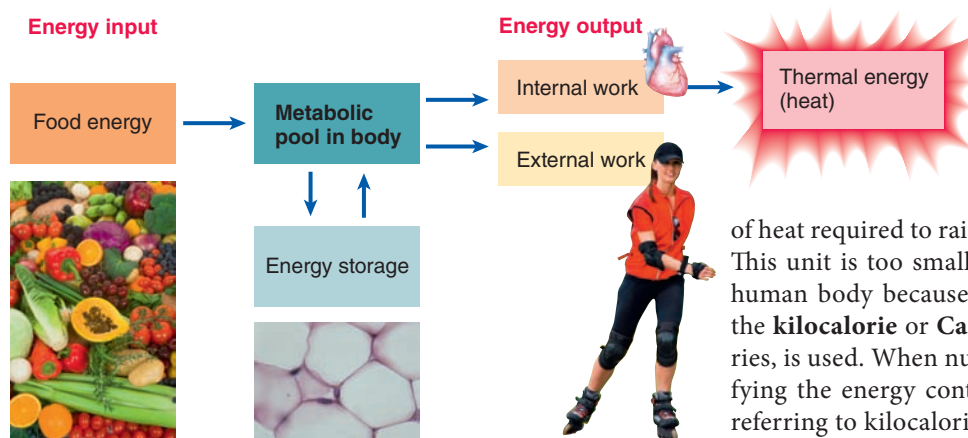 Energy input
Energy output
Food energy
Metabolic
pool in body
Internal work
External work
Thermal energy
(heat)
Energy storage
of heat required to rai
This unit is too small
human body because
the kilocalorie or Ca
ries, is used. When nu
fying the energy cont
referring to kilocalori